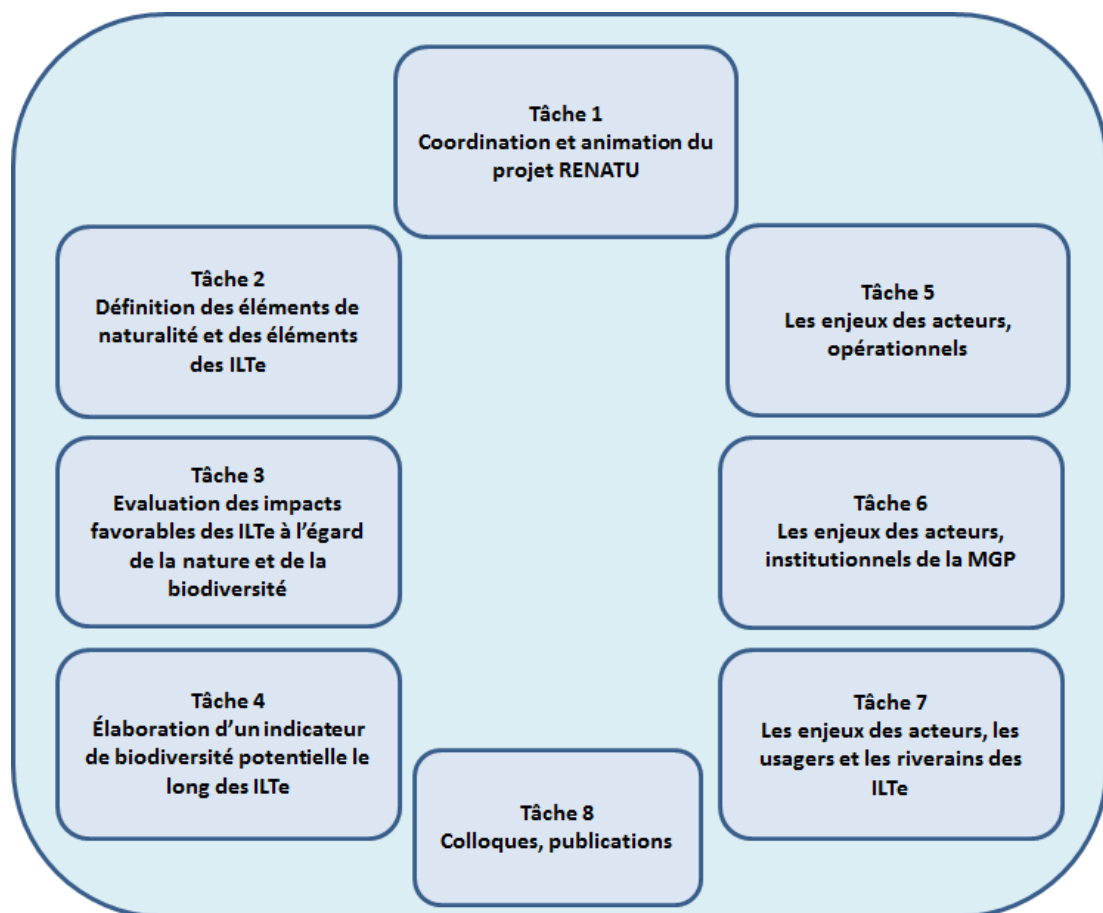 Tâche 1
Coordination et animation du
projet RENATU
Tâche 2
Définition des éléments de
naturalité et des éléments
des ILTe
Tâche 3
Evaluation des impacts
favorables des ILTe à l’égard
de la nature et de la
biodiversité
Tâche 4
Élaboration d’un indicateur
de biodiversité potentielle le
long des ILTe
Tâche 5
Les enjeux des acteurs,
opérationnels
Tâche 6
Les enjeux des acteurs,
institutionnels de la MGP
Tâche 7
Les enjeux des acteurs, les
usagers et les riverains des
ILTe
Tâche 8
Colloques, publications